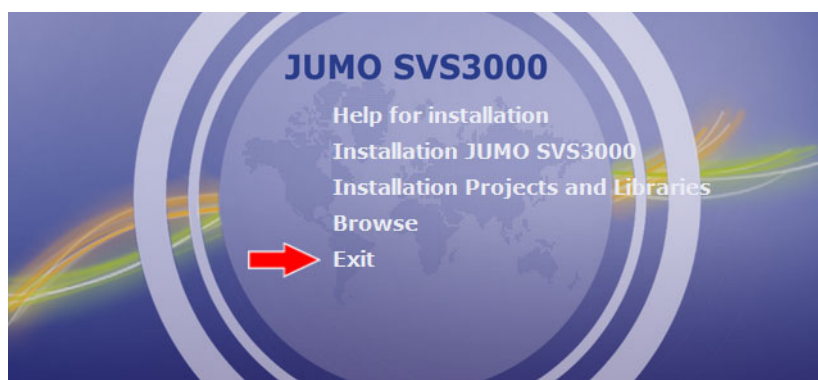 JUMO SVS3000
Help for installation
Installation JUMO SVS3000
Installation Projects and Libraries
Browse
Exit